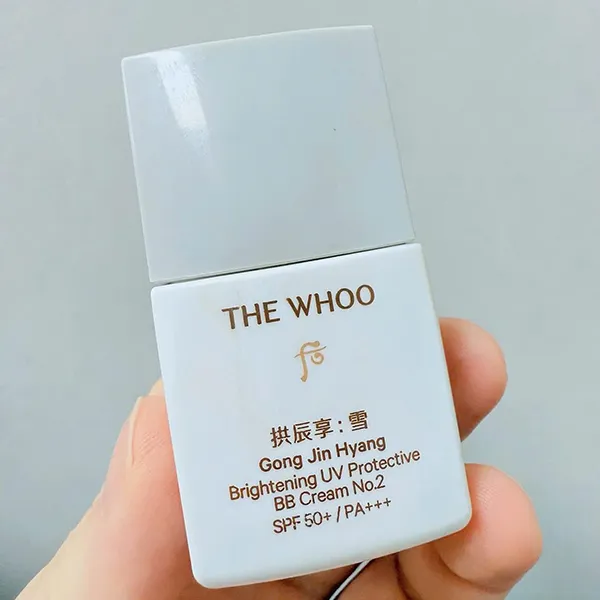 THE WHOO
拱辰享: 雪
Gong Jin Hyang
Brightening UV Protective
BB Cream No.2
SPF 50+ / PA+++